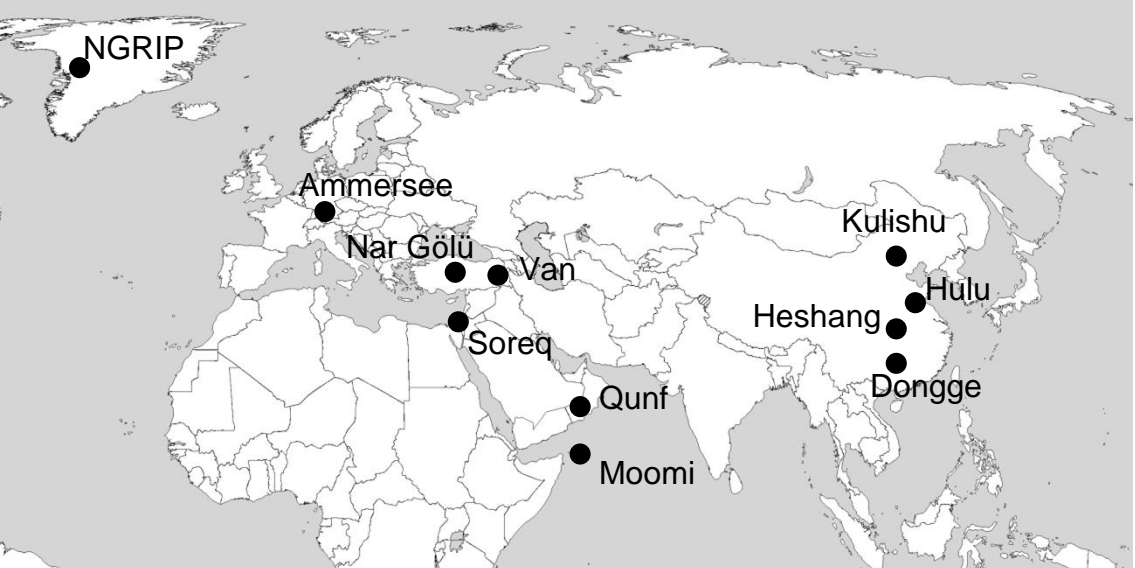 NGRIP
Ammersee
Kulishu
Nar Gölü
Van
Hulu
Heshang
Soreq
Dongge
Qunf
Moomi